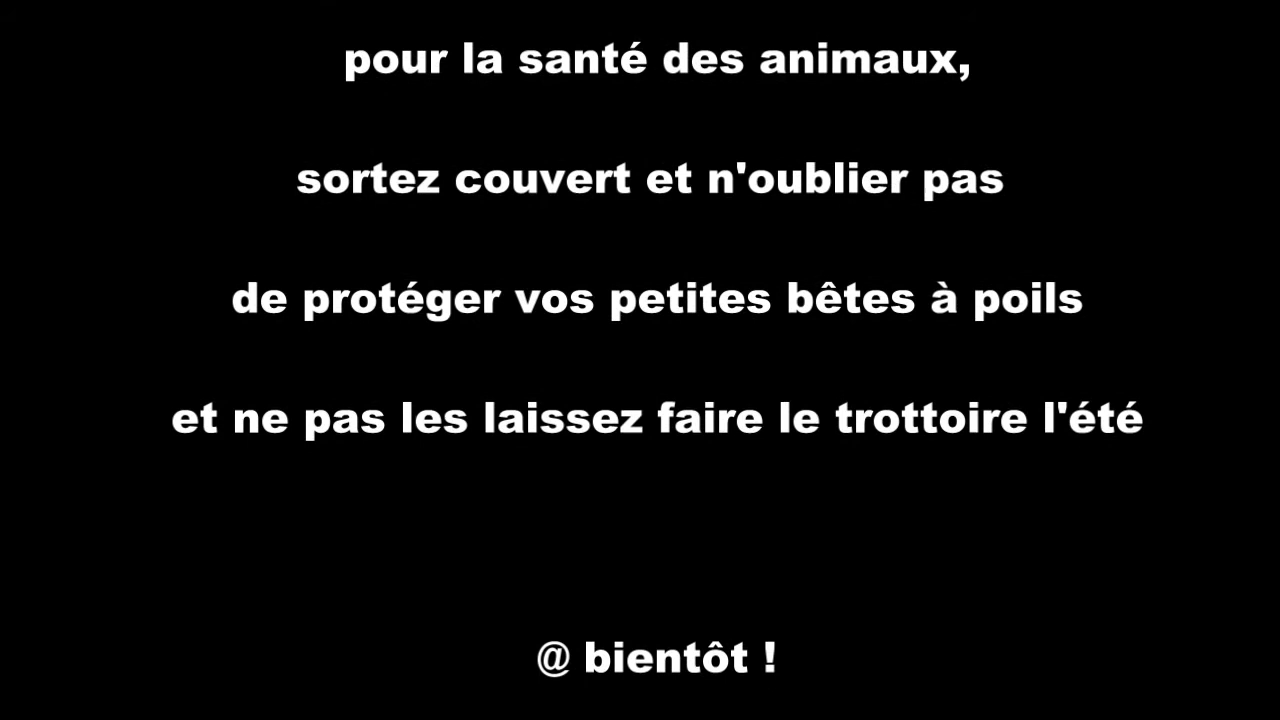 pour la santé des animaux,
sortez couvert et n'oublier pas
de protéger vos petites bêtes à poils
et ne pas les laissez faire le trottoire l'été
@ bientôt !